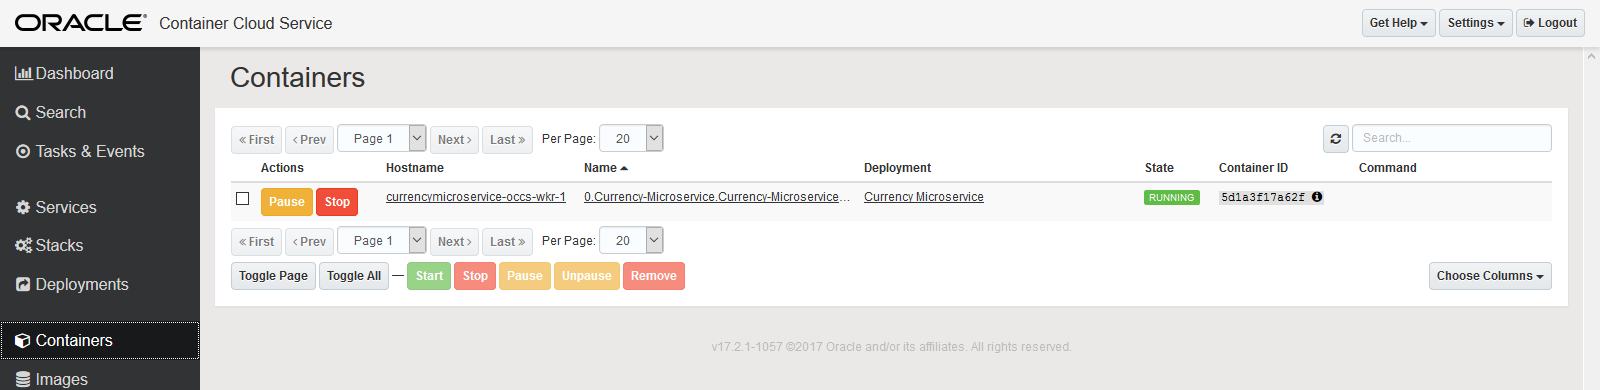 ORACLE® Container Cloud Service
Get Help
Settings
Logout
Dashboard
Search
Tasks & Events
Services
Stacks
Deployments
Containers
Images
Containers
« First
‹ Prev
Page 1
Next ›
Last »
Per Page:
20
Search...
Actions Hostname Name Deployment State Container ID Command
Pause Stop currencymicroservice-occs-wkr-1 0.Currency-Microservice.Currency-Microservice... Currency Microservice RUNNING 5d1a3f17a62f
« First
‹ Prev
Page 1
Next ›
Last »
Per Page:
20
Toggle Page Toggle All — Start Stop Pause Unpause Remove
Choose Columns
v17.2.1-1057 ©2017 Oracle and/or its affiliates. All rights reserved.